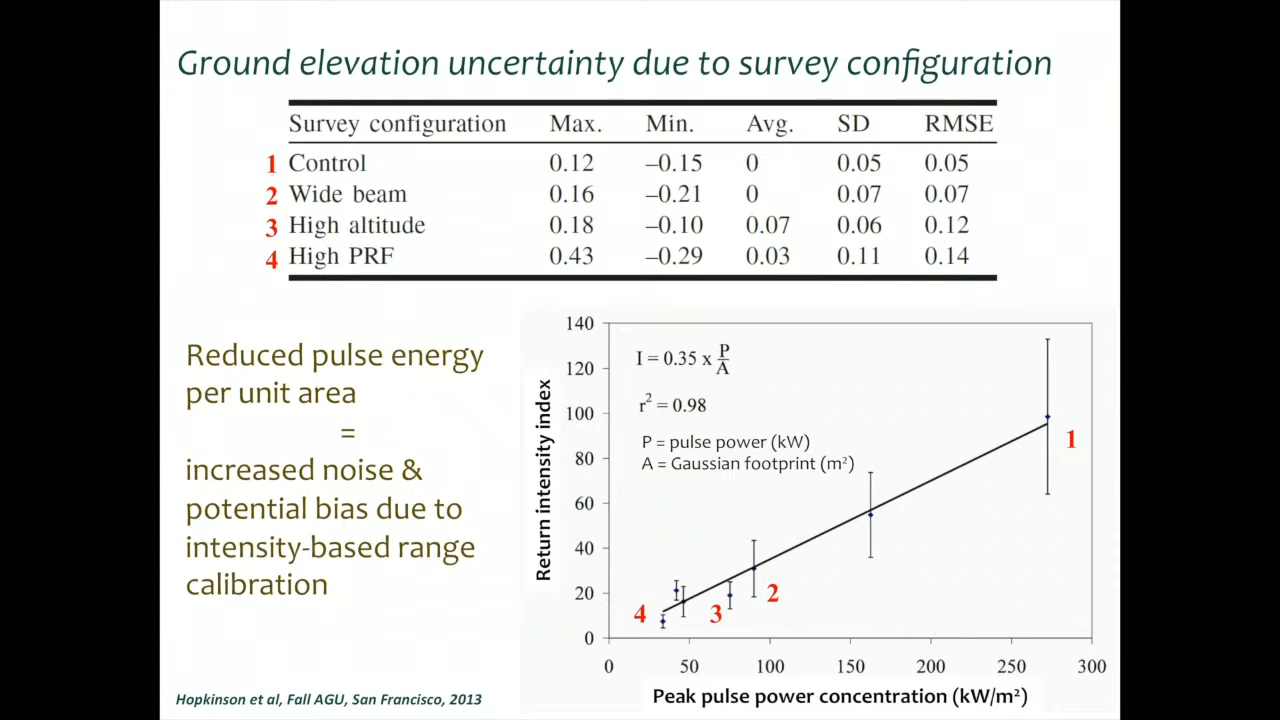 Ground elevation uncertainty due to survey configuration
Survey configuration Max. Min. Avg. SD RMSE
1 Control 0.12 –0.15 0 0.05 0.05
2 Wide beam 0.16 –0.21 0 0.07 0.07
3 High altitude 0.18 –0.10 0.07 0.06 0.12
4 High PRF 0.43 –0.29 0.03 0.11 0.14
Reduced pulse energy
per unit area
=
increased noise &
potential bias due to
intensity-based range
calibration
Return intensity index
140
120
100
80
60
40
20
0
I = 0.35 x P/A
r² = 0.98
P = pulse power (kW)
A = Gaussian footprint (m²)
1
2
3
4
0 50 100 150 200 250 300
Peak pulse power concentration (kW/m²)
Hopkinson et al, Fall AGU, San Francisco, 2013